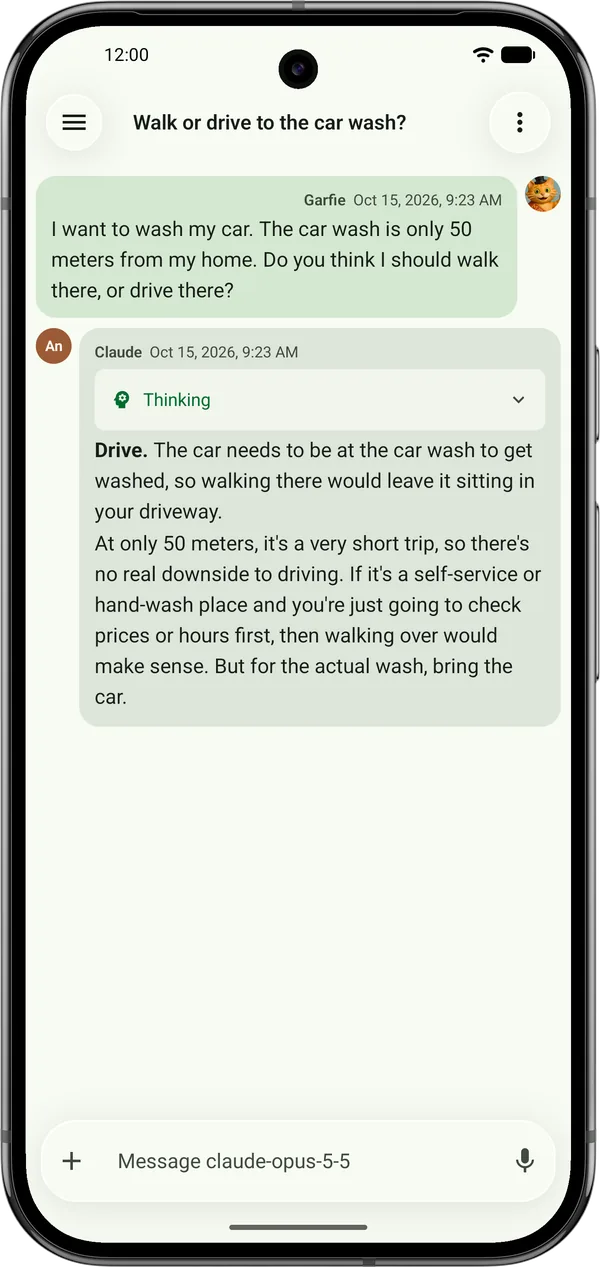 12:00
Walk or drive to the car wash?
Garfie Oct 15, 2026, 9:23 AM
I want to wash my car. The car wash is only 50
meters from my home. Do you think I should walk
there, or drive there?
An
Claude Oct 15, 2026, 9:23 AM
Thinking
Drive. The car needs to be at the car wash to get
washed, so walking there would leave it sitting in
your driveway.
At only 50 meters, it's a very short trip, so there's
no real downside to driving. If it's a self-service or
hand-wash place and you're just going to check
prices or hours first, then walking over would
make sense. But for the actual wash, bring the
car.
Message claude-opus-5-5